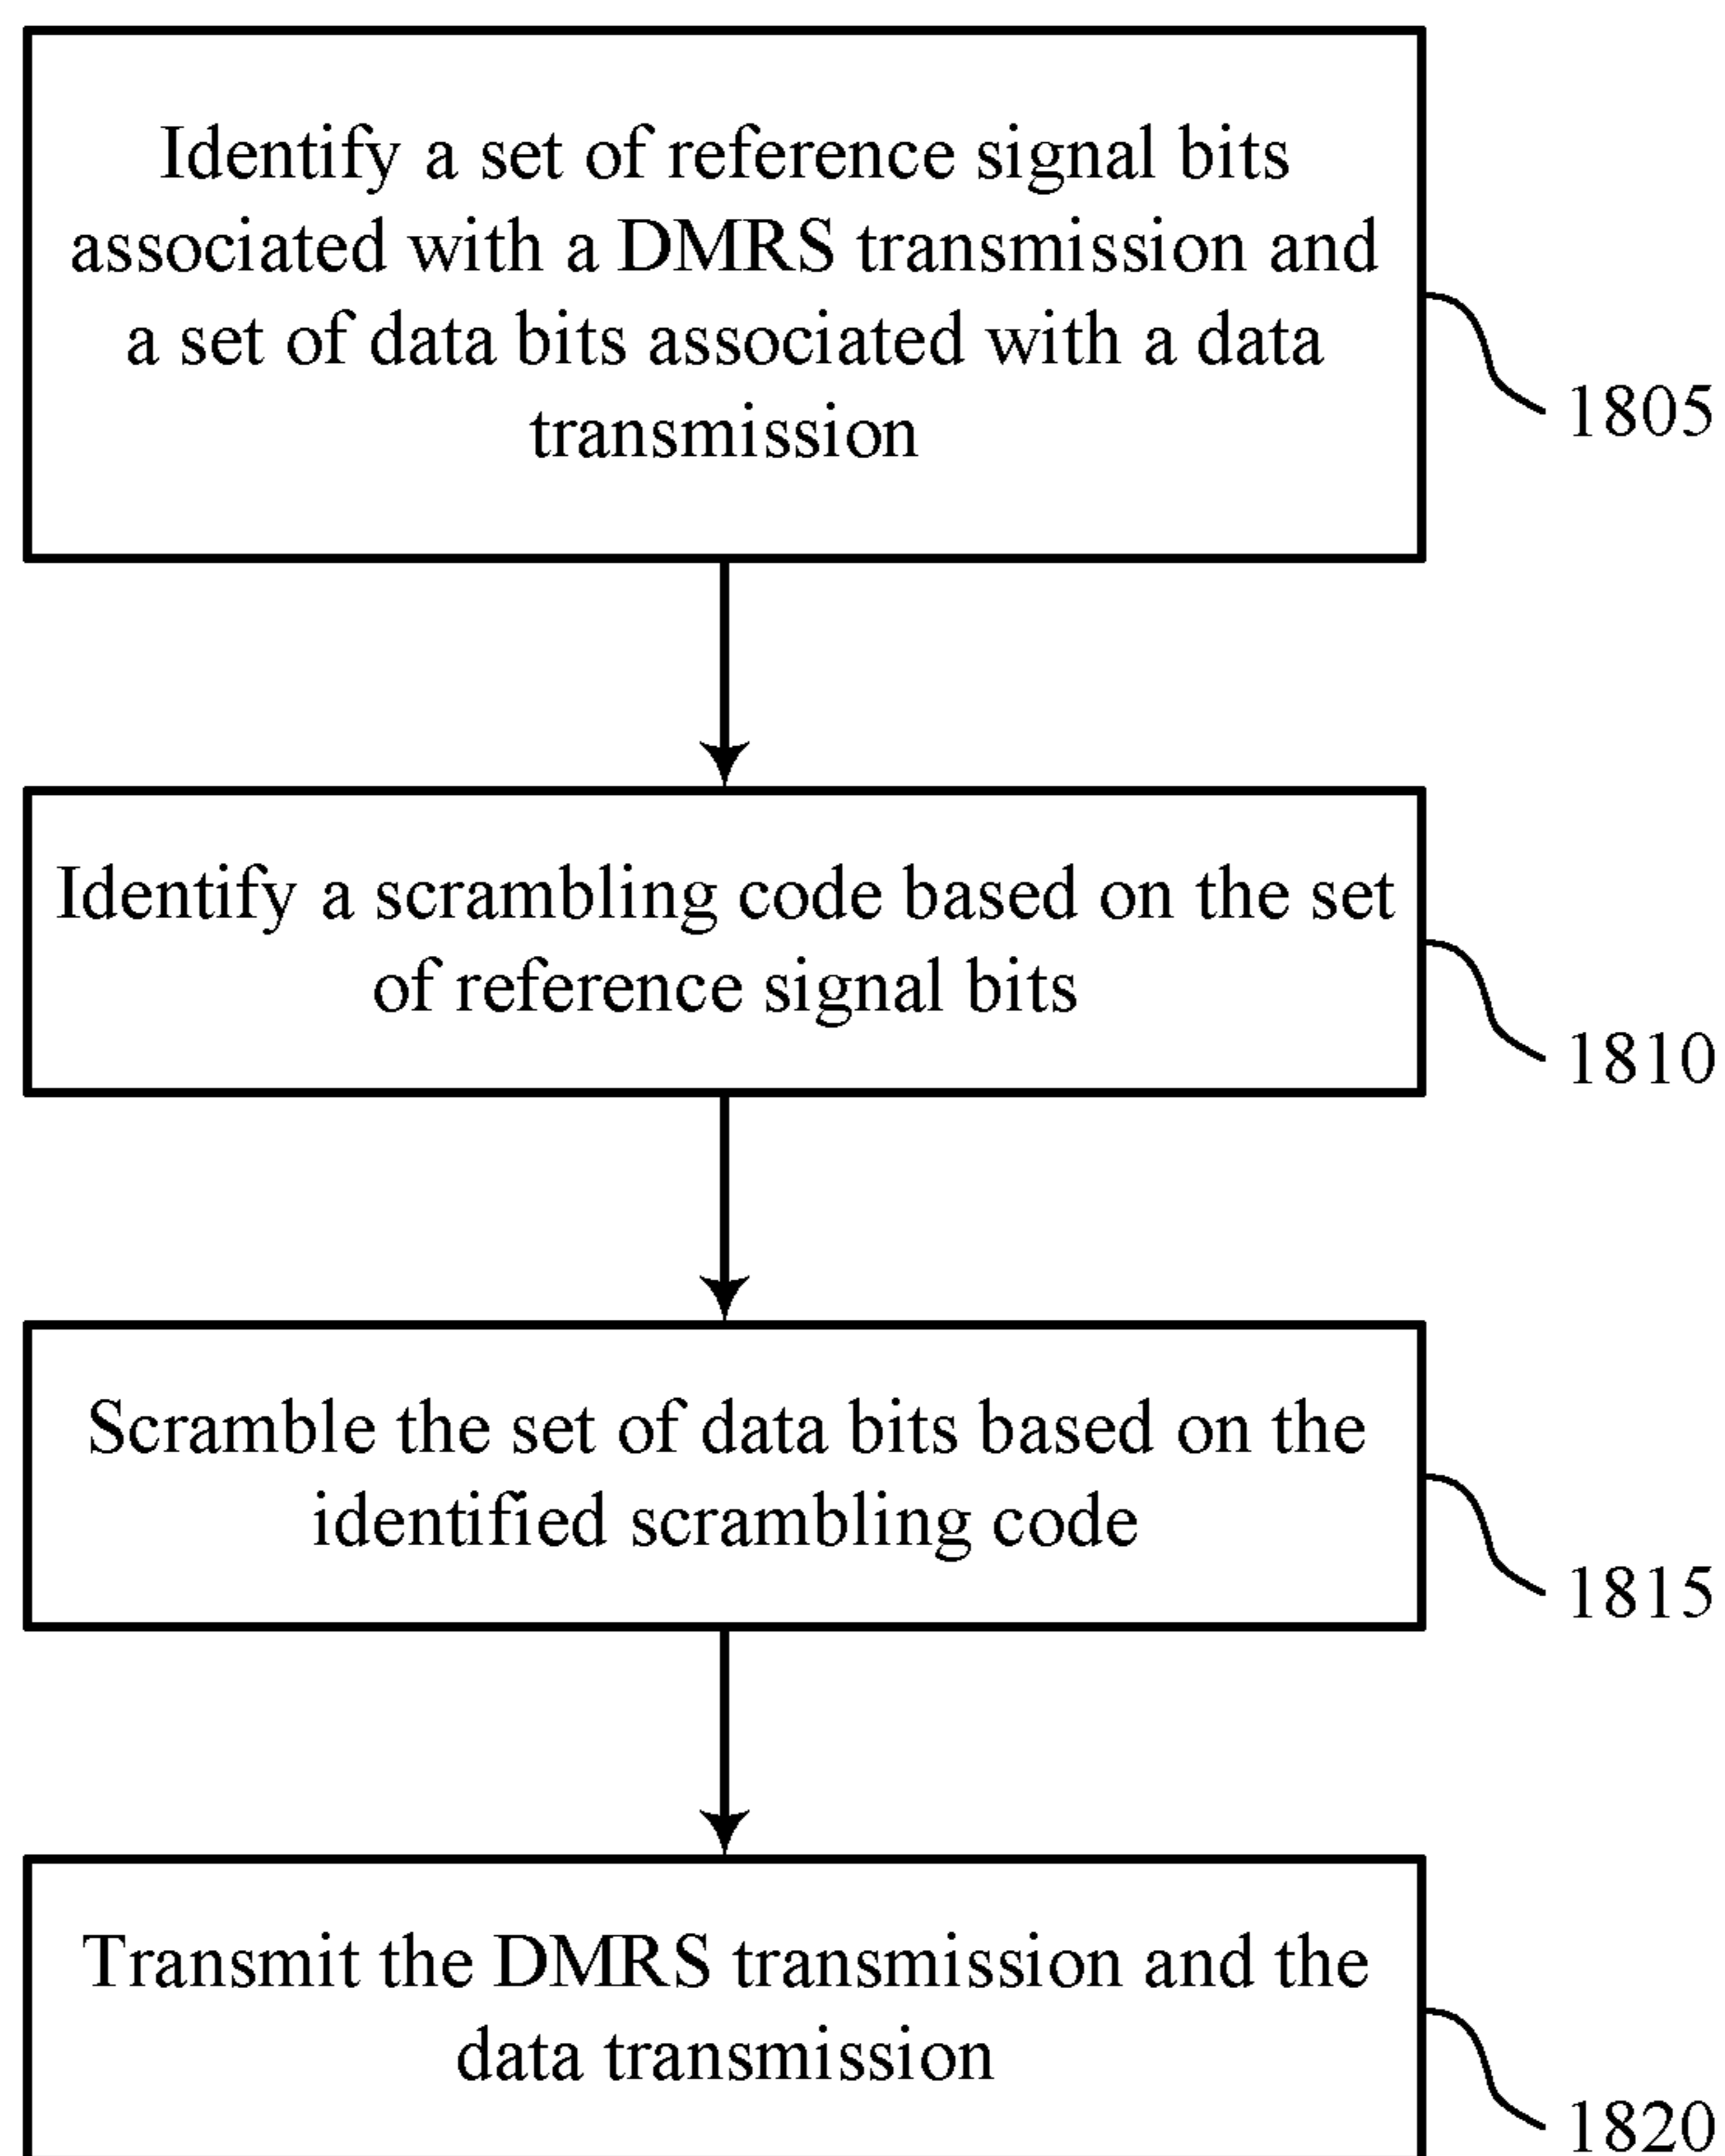 Identify a set of reference signal bits
associated with a DMRS transmission and
a set of data bits associated with a data
transmission
1805
Identify a scrambling code based on the set
of reference signal bits
1810
Scramble the set of data bits based on the
identified scrambling code
1815
Transmit the DMRS transmission and the
data transmission
1820